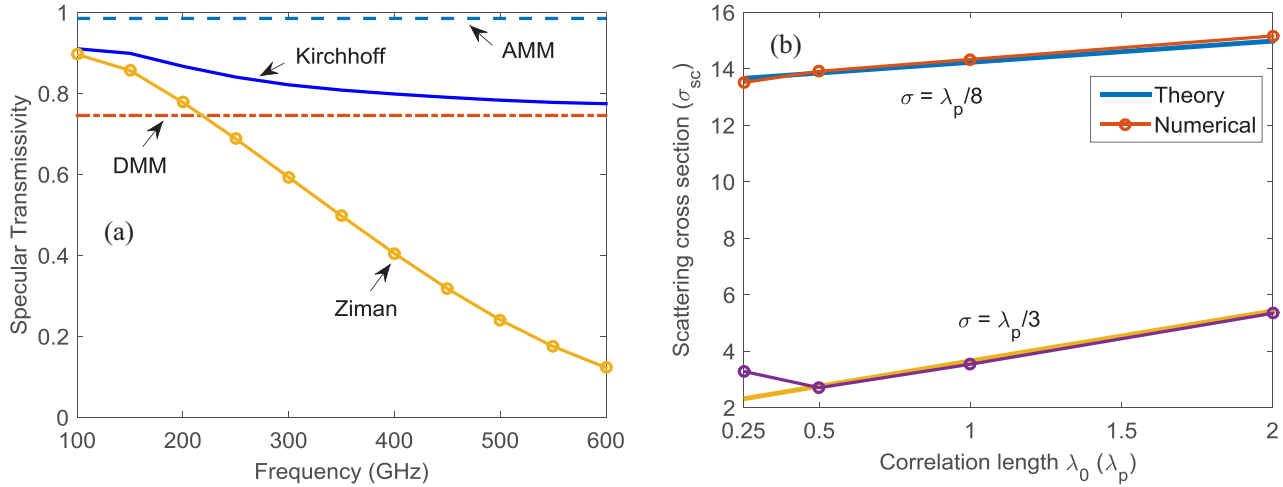 1
0.8
0.6
0.4
0.2
0
100
200
300
400
500
600
Specular Transmissivity
Frequency (GHz)
AMM
Kirchhoff
DMM
(a)
Ziman
16
14
12
10
8
6
4
2
0.25
0.5
1
1.5
2
Scattering cross section (σsc)
Correlation length λ0 (λp)
(b)
σ = λp/8
Theory
Numerical
σ = λp/3